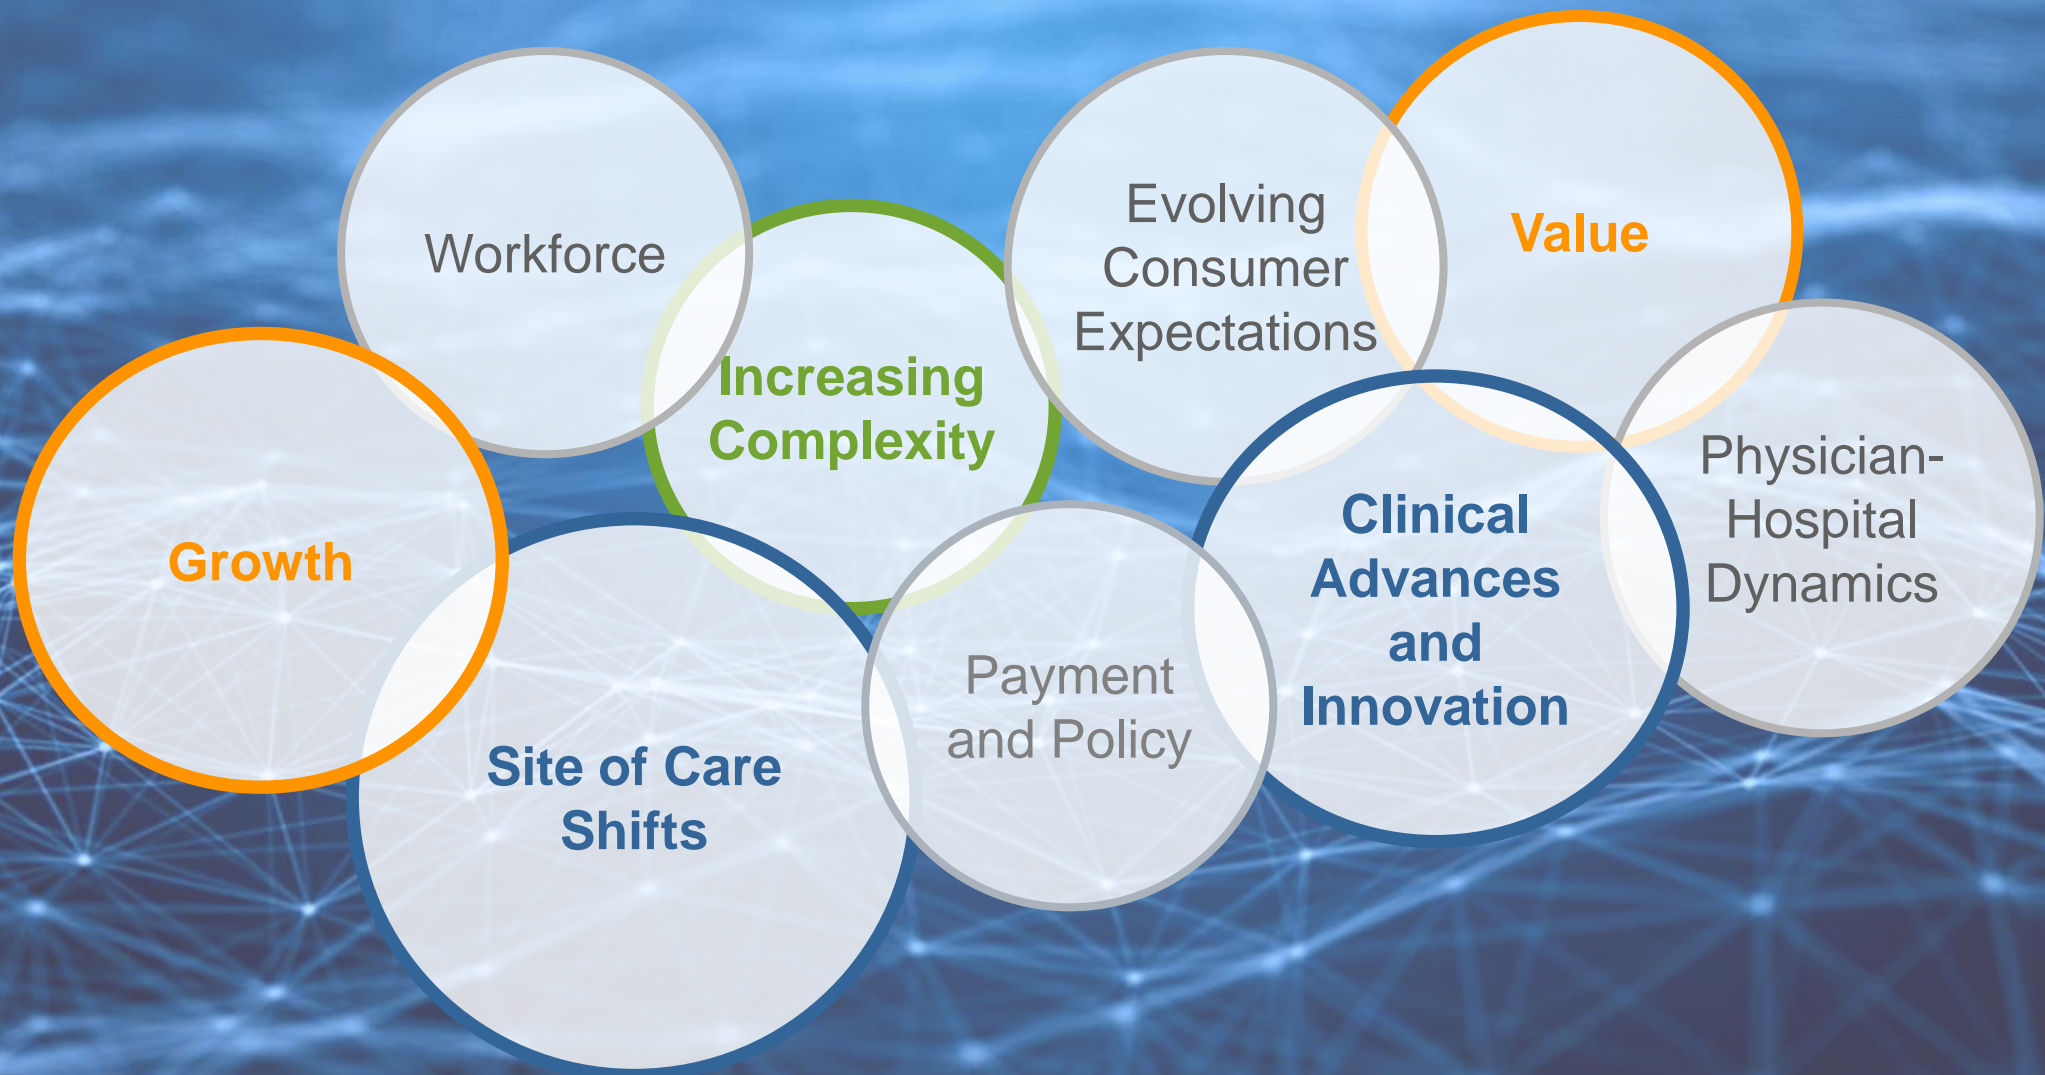 Workforce
Evolving
Consumer
Expectations
Value
Increasing
Complexity
Growth
Physician-
Hospital
Dynamics
Clinical
Advances
and
Innovation
Payment
and Policy
Site of Care
Shifts